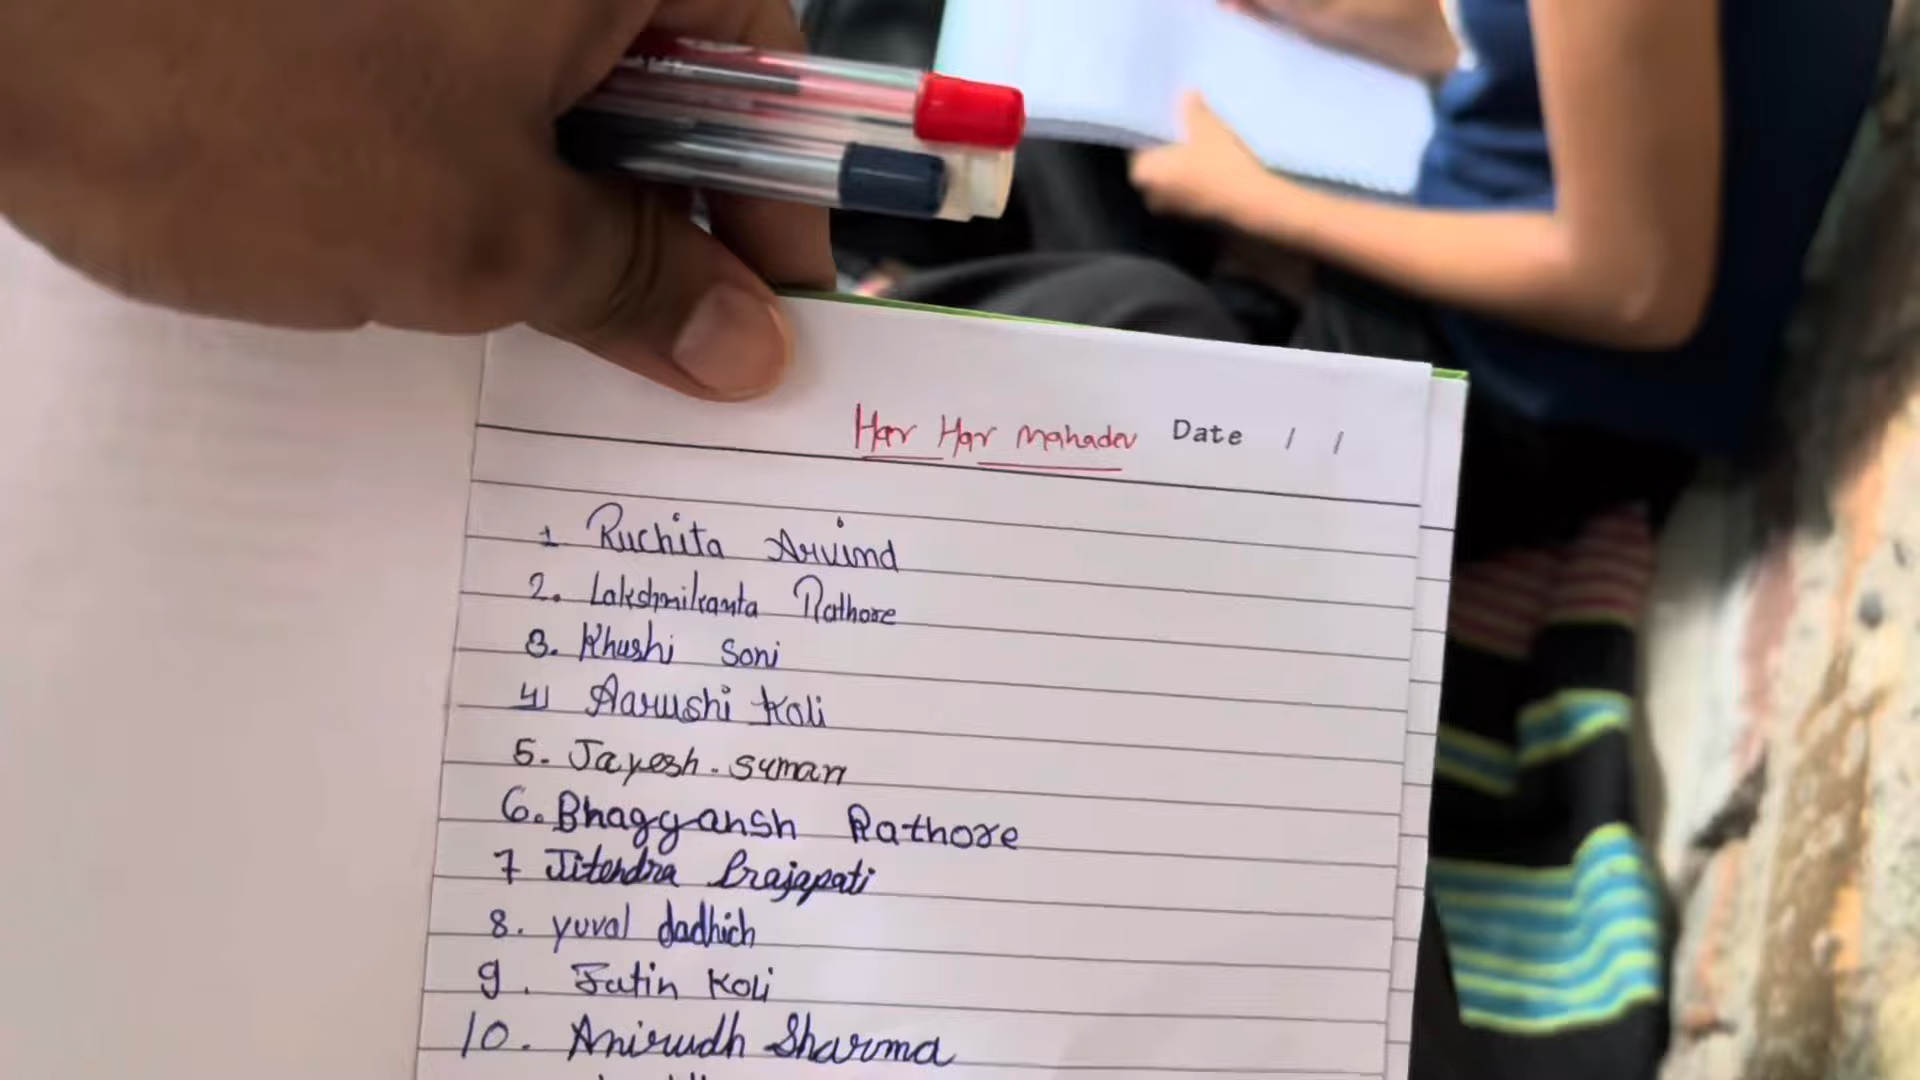 Har Har Mahadev Date / /
1 Ruchita Arvind
2. Lakshmikanta Rathore
3. Khushi Soni
4) Aarushi Koli
5. Jayesh. suman
6. Bhaggyansh Rathore
7 Jitendra Prajapati
8. yuval dadhich
9. Jatin Koli
10. Anirudh Sharma